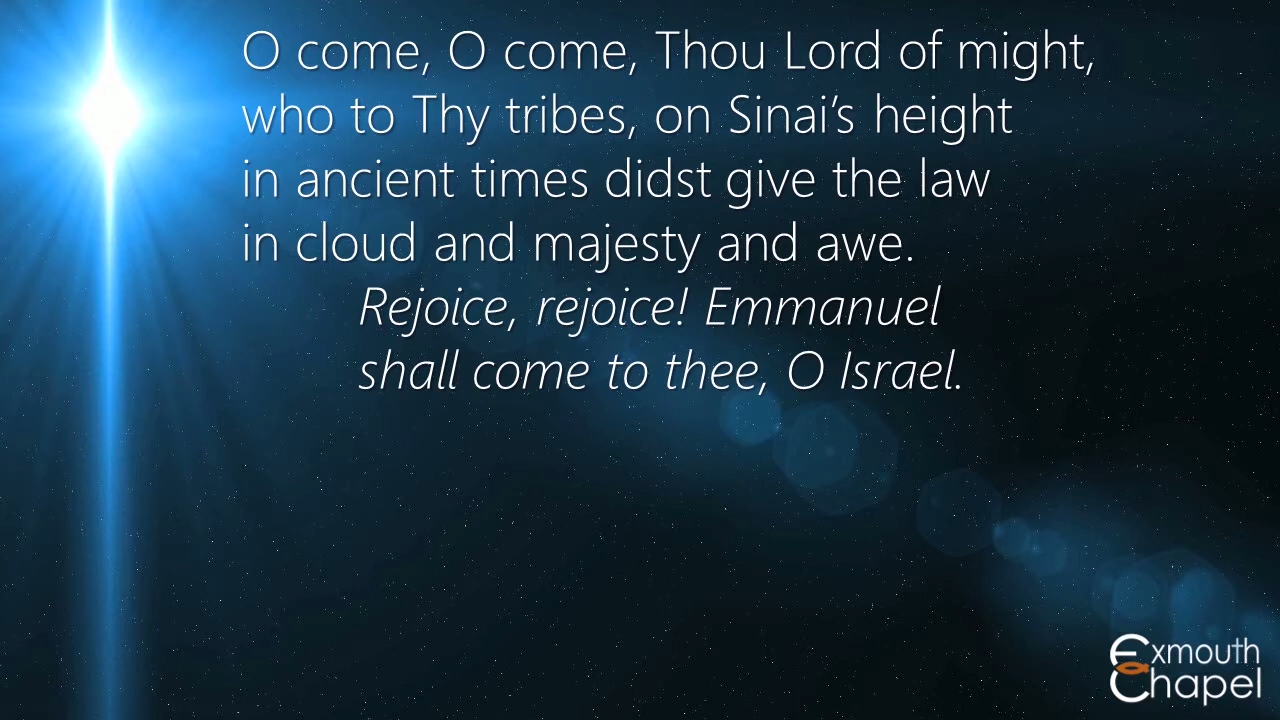 O come, O come, Thou Lord of might,
who to Thy tribes, on Sinai’s height
in ancient times didst give the law
in cloud and majesty and awe.
Rejoice, rejoice! Emmanuel
shall come to thee, O Israel.
Exmouth
Chapel